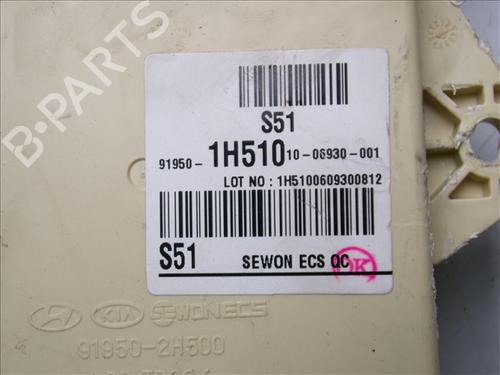 B-PARTS
S51
91950-1H510 10-06930-001
LOT NO : 1H5100609300812
S51 SEWON ECS QC OK
HYUNDAI KIA SEWONECS
91950-2H500